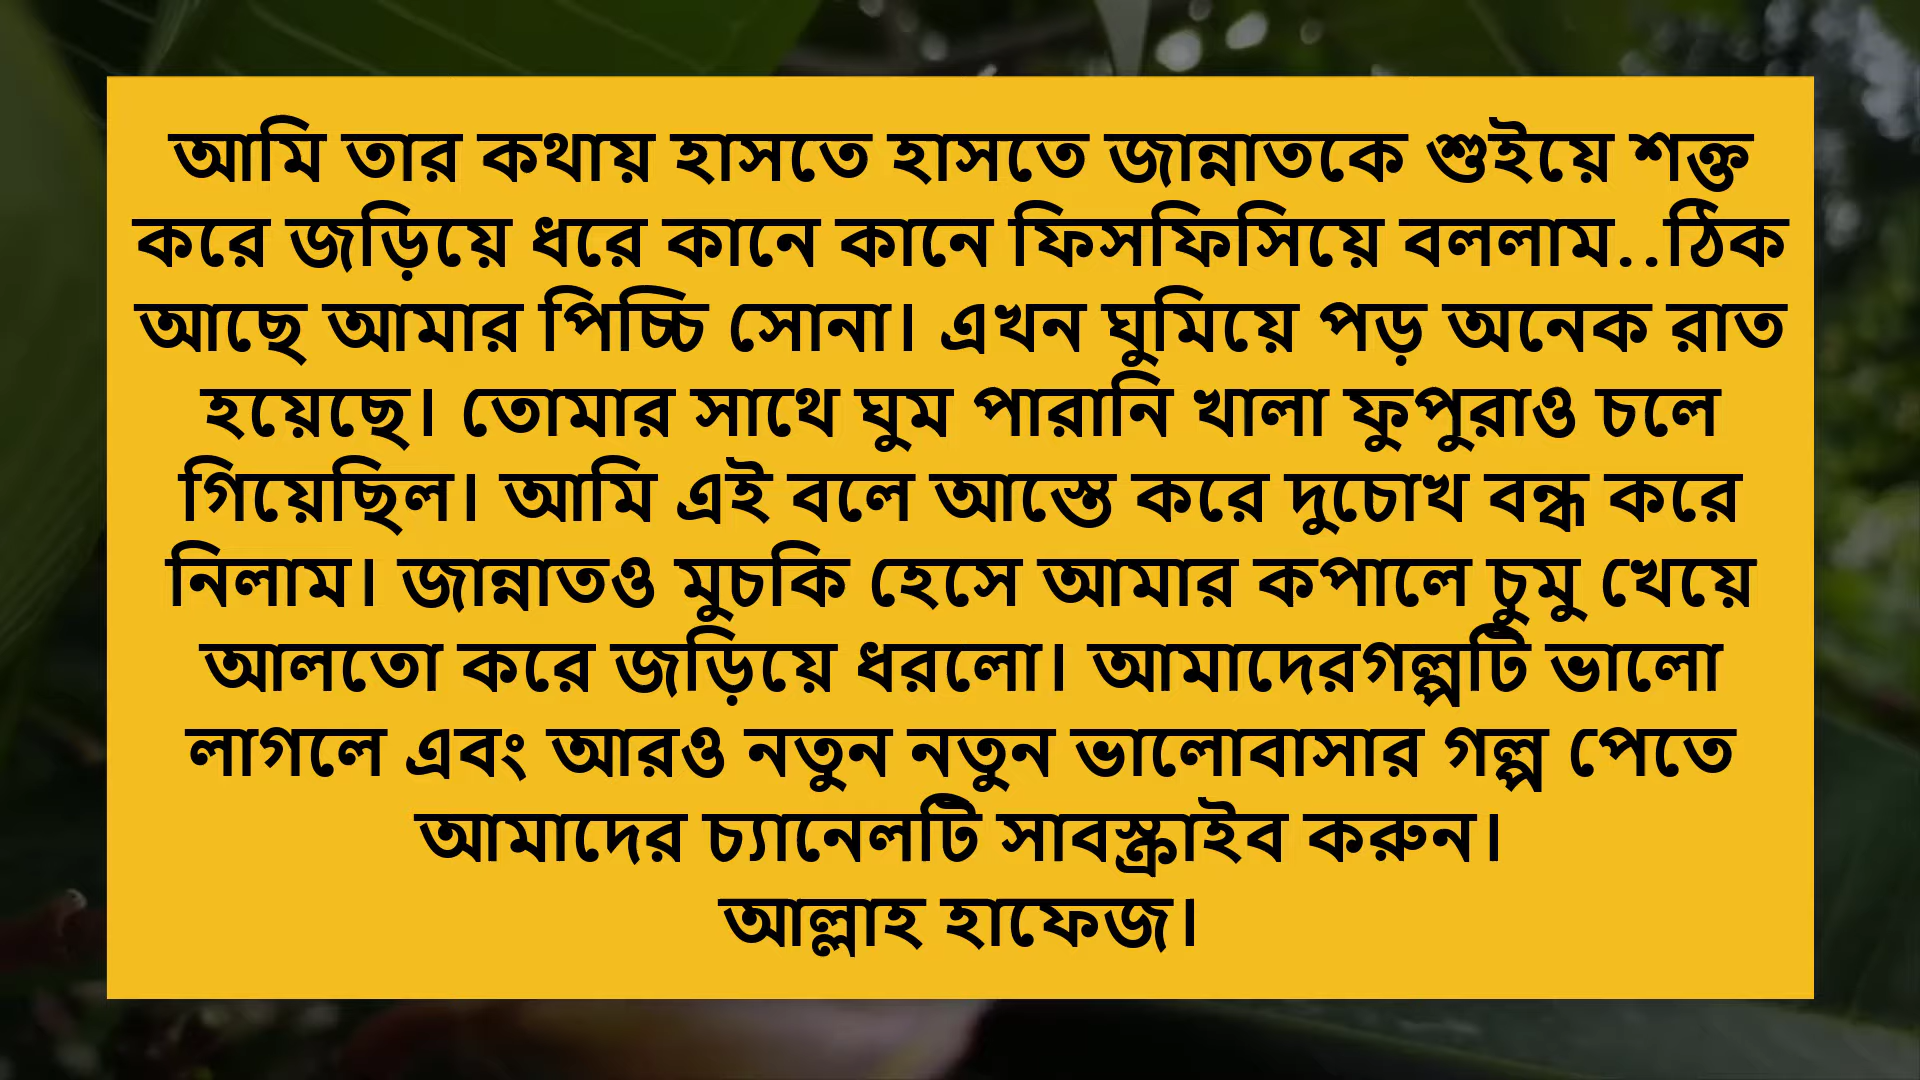 আমি তার কথায় হাসতে হাসতে জান্নাতকে শুইয়ে শক্ত
করে জড়িয়ে ধরে কানে কানে ফিসফিসিয়ে বললাম..ঠিক
আছে আমার পিচ্চি সোনা। এখন ঘুমিয়ে পড় অনেক রাত
হয়েছে। তোমার সাথে ঘুম পারানি খালা ফুপুরাও চলে
গিয়েছিল। আমি এই বলে আস্তে করে দুচোখ বন্ধ করে
নিলাম। জান্নাতও মুচকি হেসে আমার কপালে চুমু খেয়ে
আলতো করে জড়িয়ে ধরলো। আমাদেরগল্পটি ভালো
লাগলে এবং আরও নতুন নতুন ভালোবাসার গল্প পেতে
আমাদের চ্যানেলটি সাবস্ক্রাইব করুন।
আল্লাহ হাফেজ।